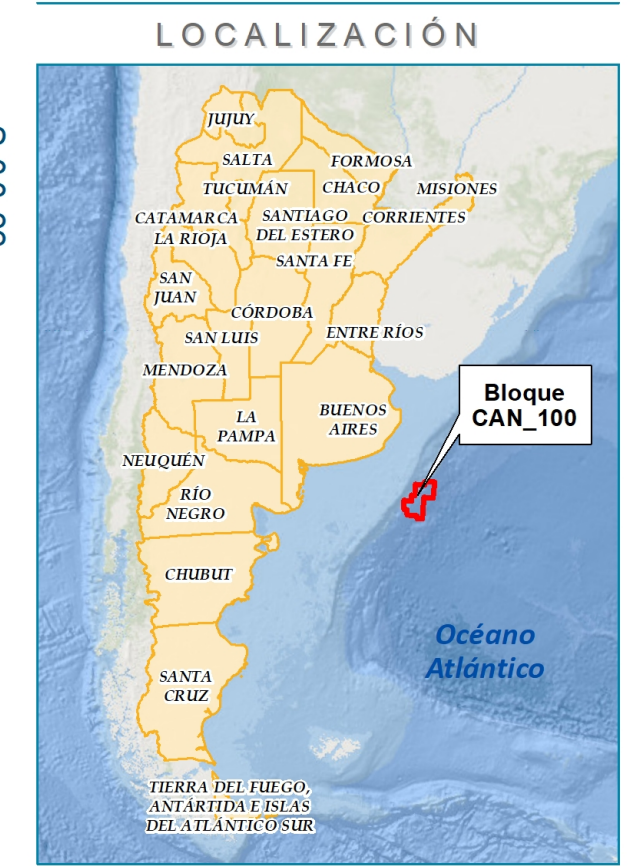 LOCALIZACIÓN
JUJUY
SALTA
FORMOSA
TUCUMÁN
CHACO
MISIONES
CATAMARCA
SANTIAGO
DEL ESTERO
CORRIENTES
LA RIOJA
SANTA FE
SAN
JUAN
CÓRDOBA
SAN LUIS
ENTRE RÍOS
MENDOZA
Bloque
CAN_100
LA
PAMPA
BUENOS
AIRES
NEUQUÉN
RÍO
NEGRO
CHUBUT
Océano
Atlántico
SANTA
CRUZ
TIERRA DEL FUEGO,
ANTÁRTIDA E ISLAS
DEL ATLÁNTICO SUR